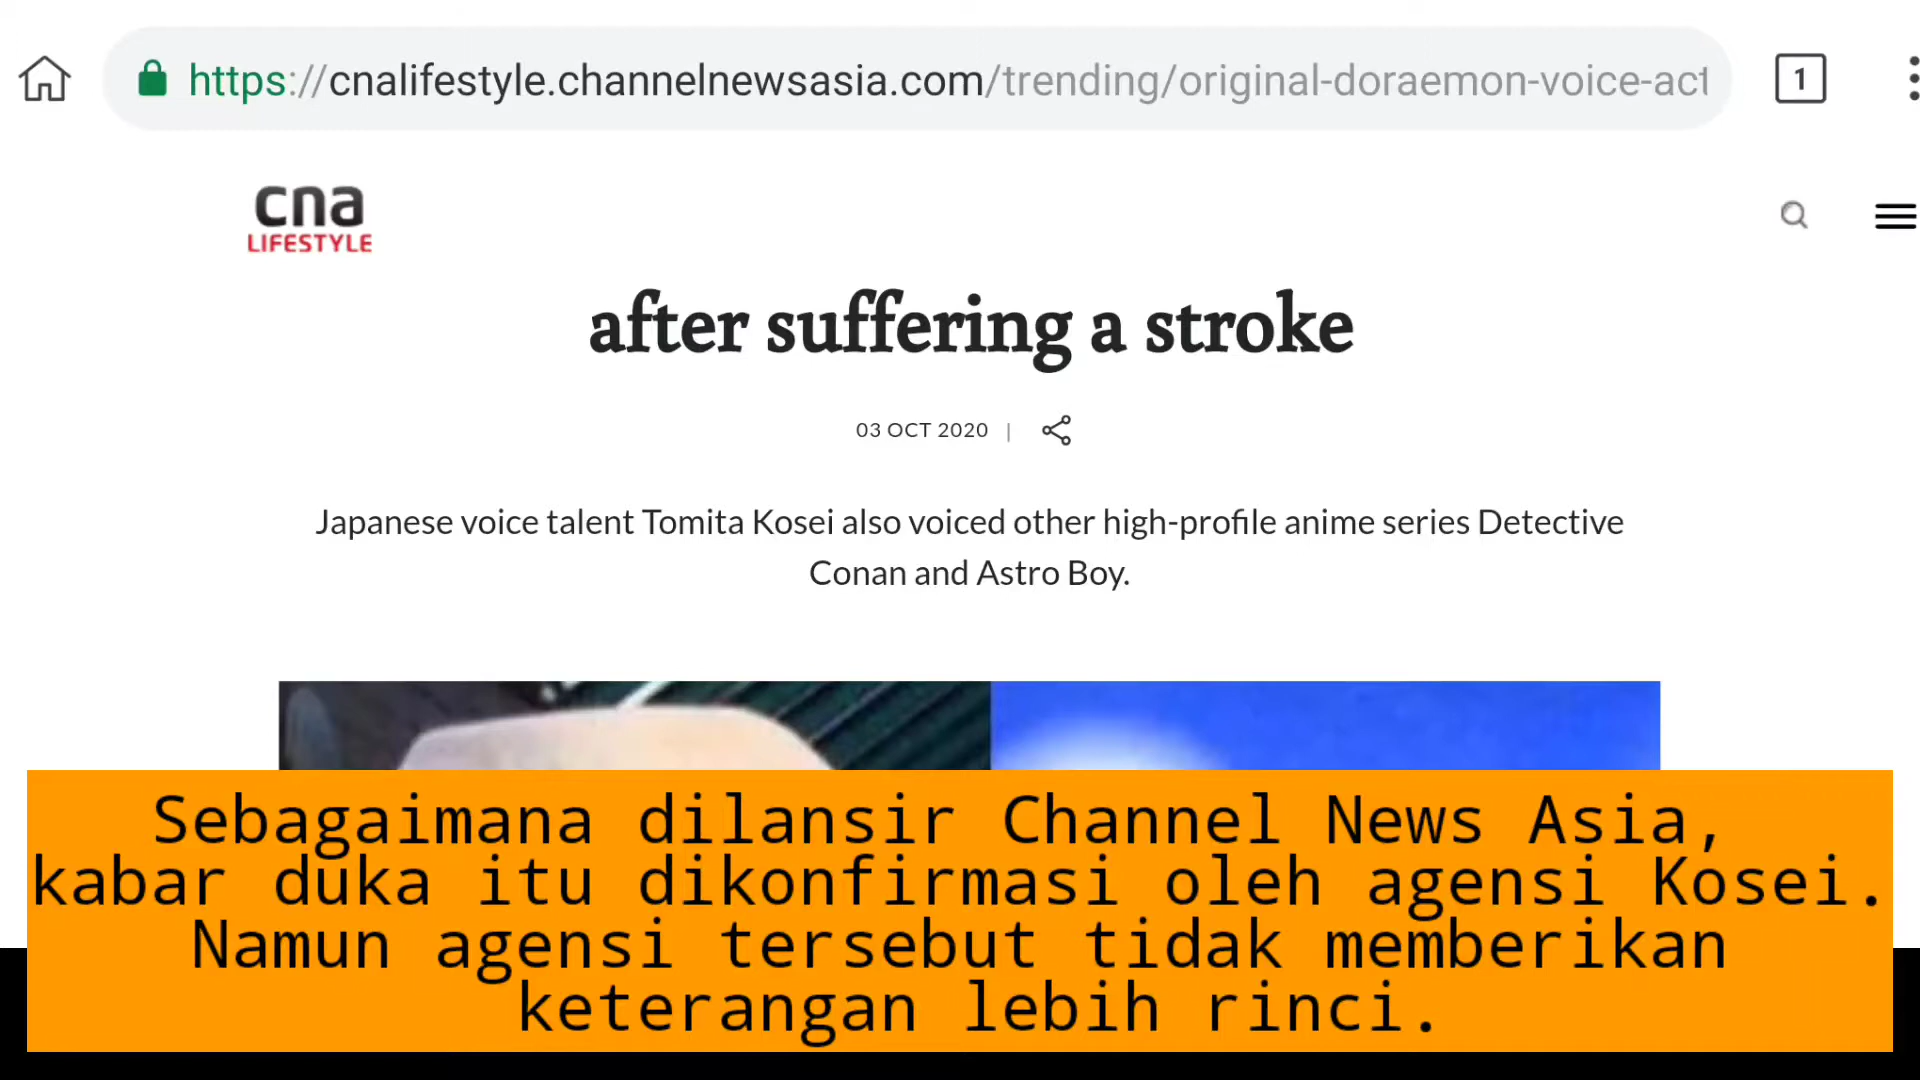 https://cnalifestyle.channelnewsasia.com/trending/original-doraemon-voice-act
1
cna
LIFESTYLE
after suffering a stroke
03 OCT 2020 |
Japanese voice talent Tomita Kosei also voiced other high-profile anime series Detective
Conan and Astro Boy.
Sebagaimana dilansir Channel News Asia,
kabar duka itu dikonfirmasi oleh agensi Kosei.
Namun agensi tersebut tidak memberikan
keterangan lebih rinci.